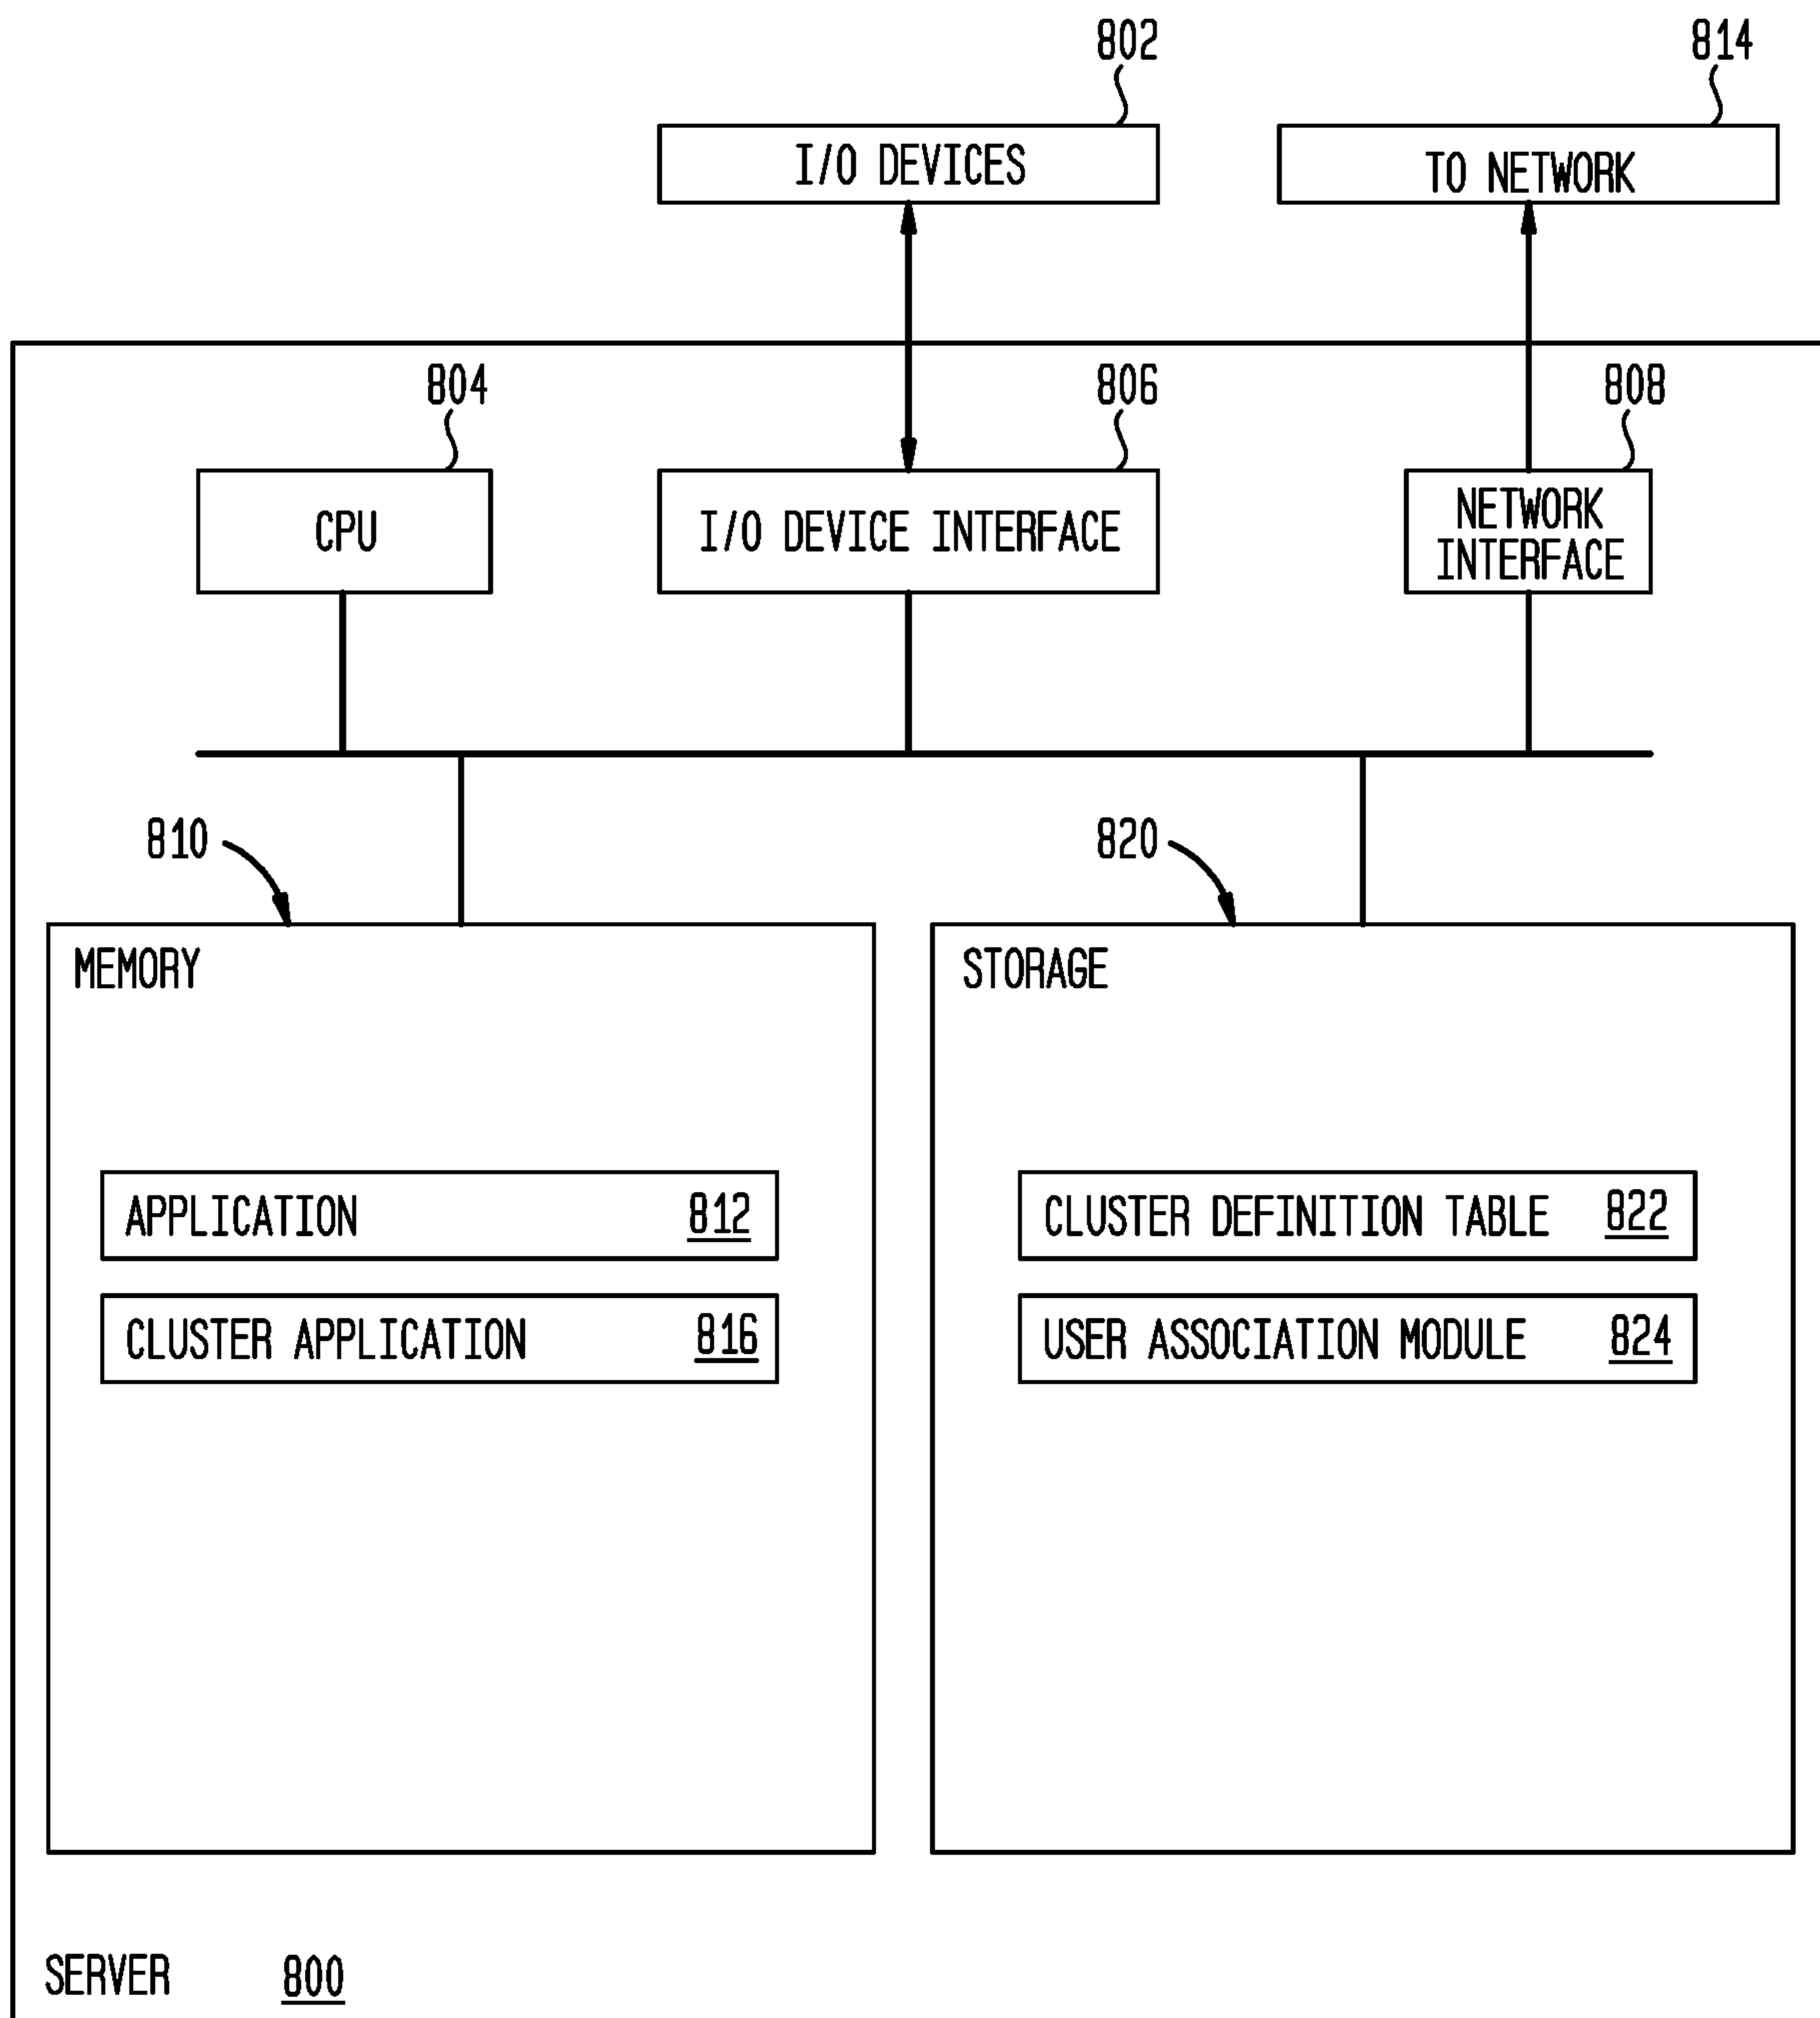 802
814
I/O DEVICES
TO NETWORK
804
806
808
CPU
I/O DEVICE INTERFACE
NETWORK
INTERFACE
810
820
MEMORY
STORAGE
APPLICATION 812
CLUSTER DEFINITION TABLE 822
CLUSTER APPLICATION 816
USER ASSOCIATION MODULE 824
SERVER 800